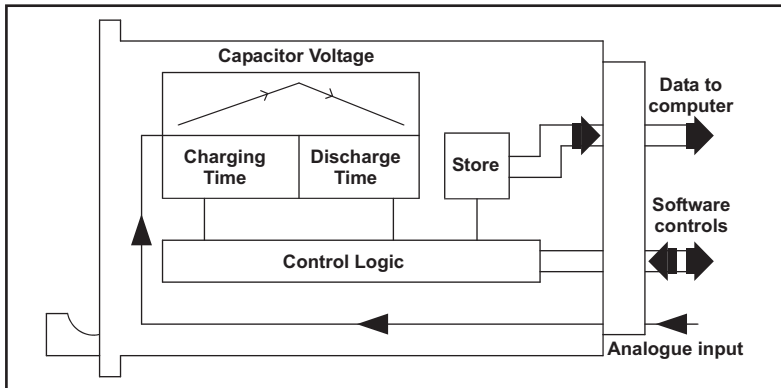 Capacitor Voltage
Data to
computer
Charging
Time
Discharge
Time
Store
Software
controls
Control Logic
Analogue input